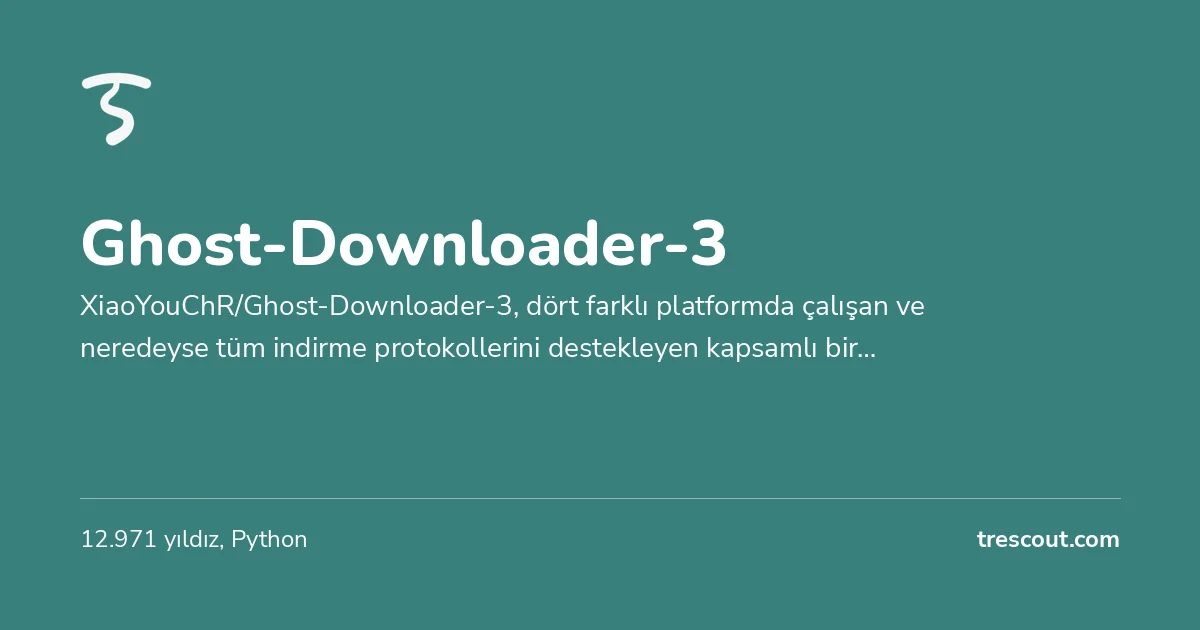 Ghost-Downloader-3
XiaoYouChR/Ghost-Downloader-3, dört farklı platformda çalışan ve
neredeyse tüm indirme protokollerini destekleyen kapsamlı bir...
12.971 yıldız, Python
trescout.com